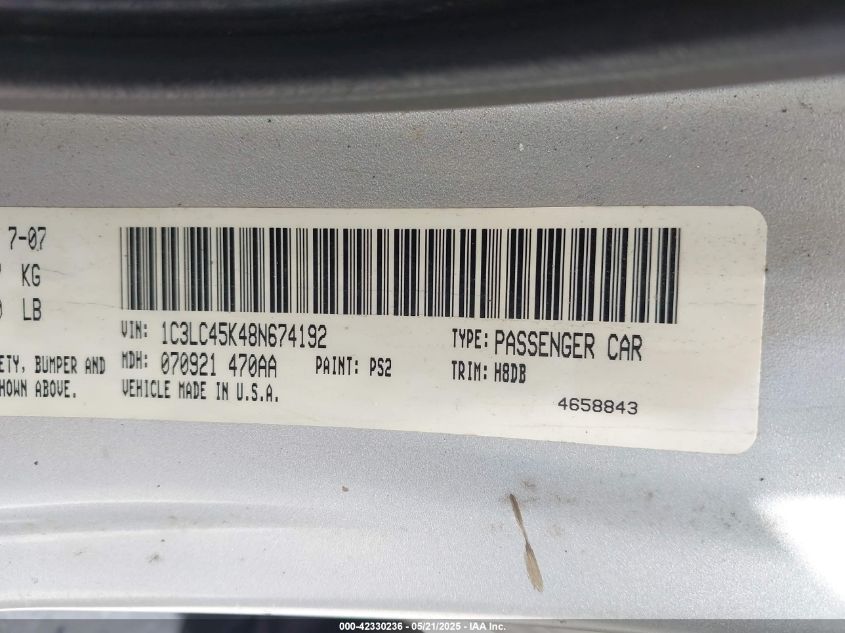 7-07
KG
LB
VIN: 1C3LC45K48N674192
TYPE: PASSENGER CAR
ETY, BUMPER AND
MDH: 070921 470AA PAINT: PS2
TRIM: H8DB
HOWN ABOVE.
VEHICLE MADE IN U.S.A.
4658843
000-42330236 - 05/21/2025 - IAA Inc.